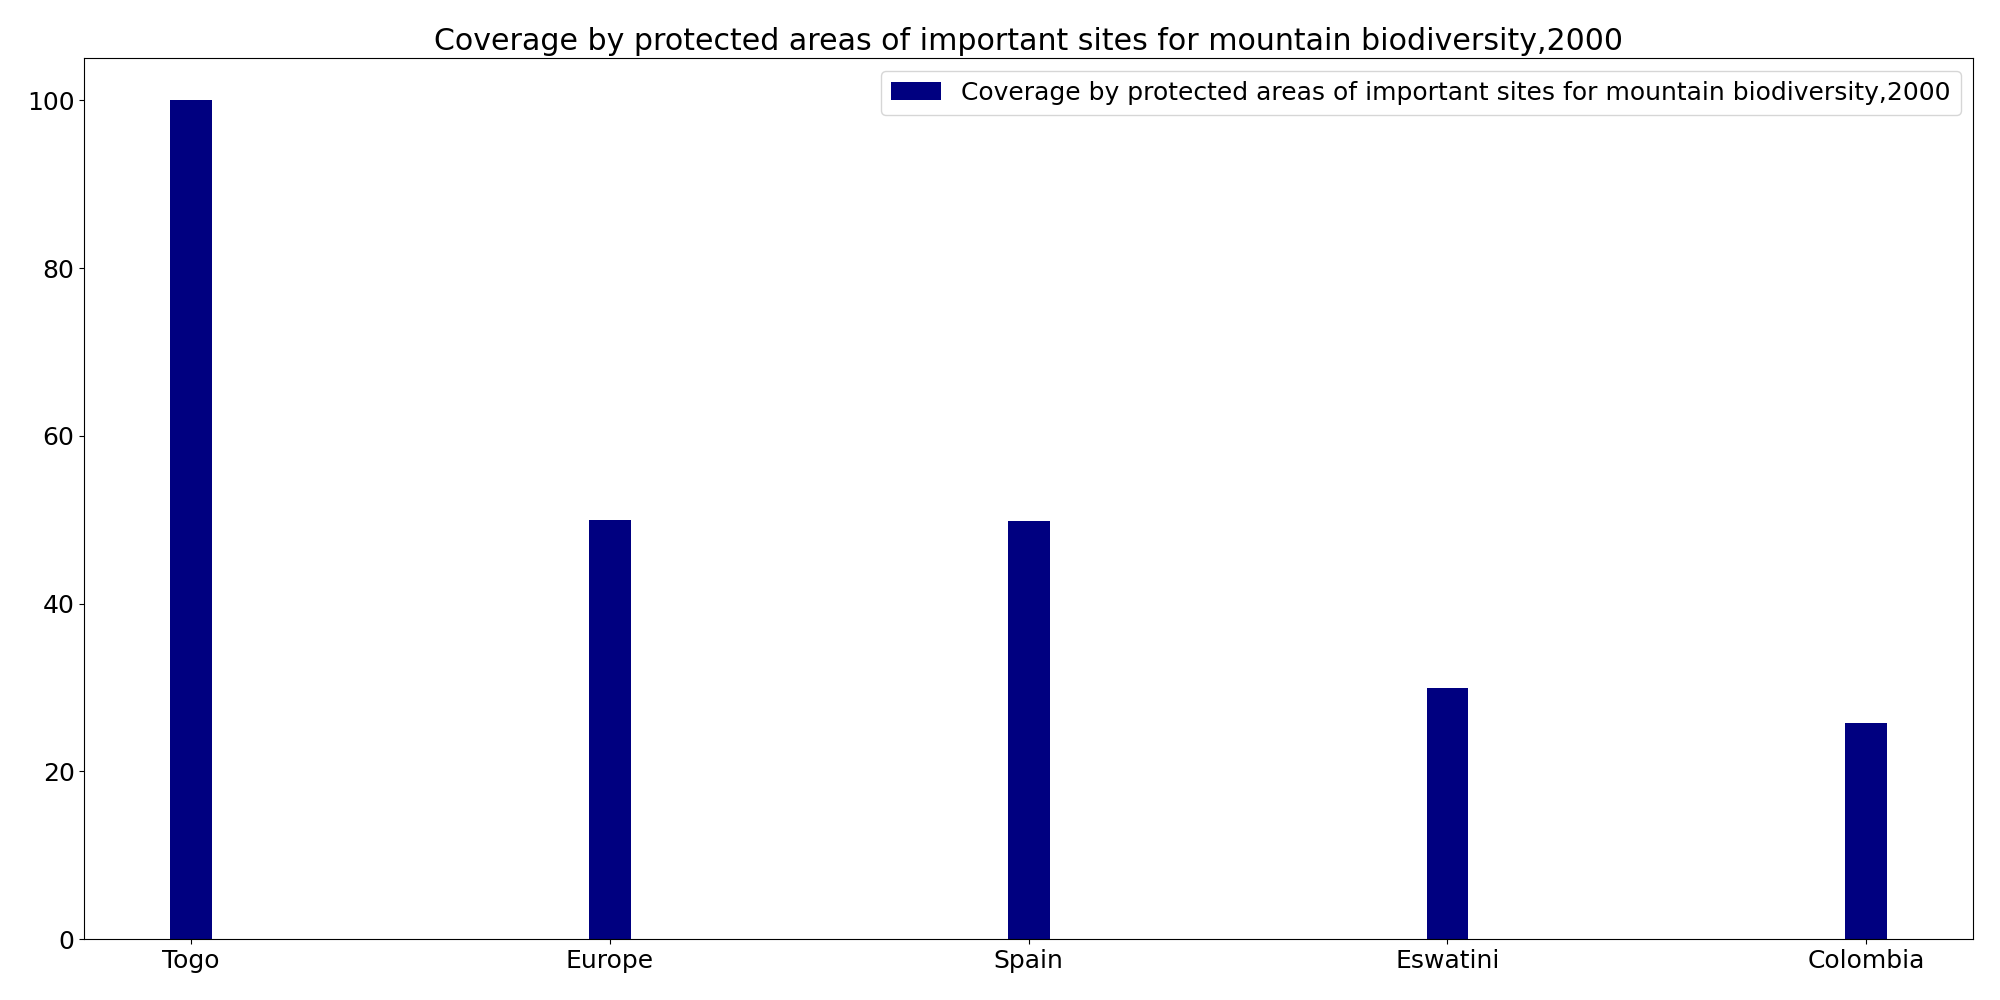 Coverage by protected areas of important sites for mountain biodiversity,2000
Coverage by protected areas of important sites for mountain biodiversity,2000
100
80
60
40
20
0
Togo Europe Spain Eswatini Colombia